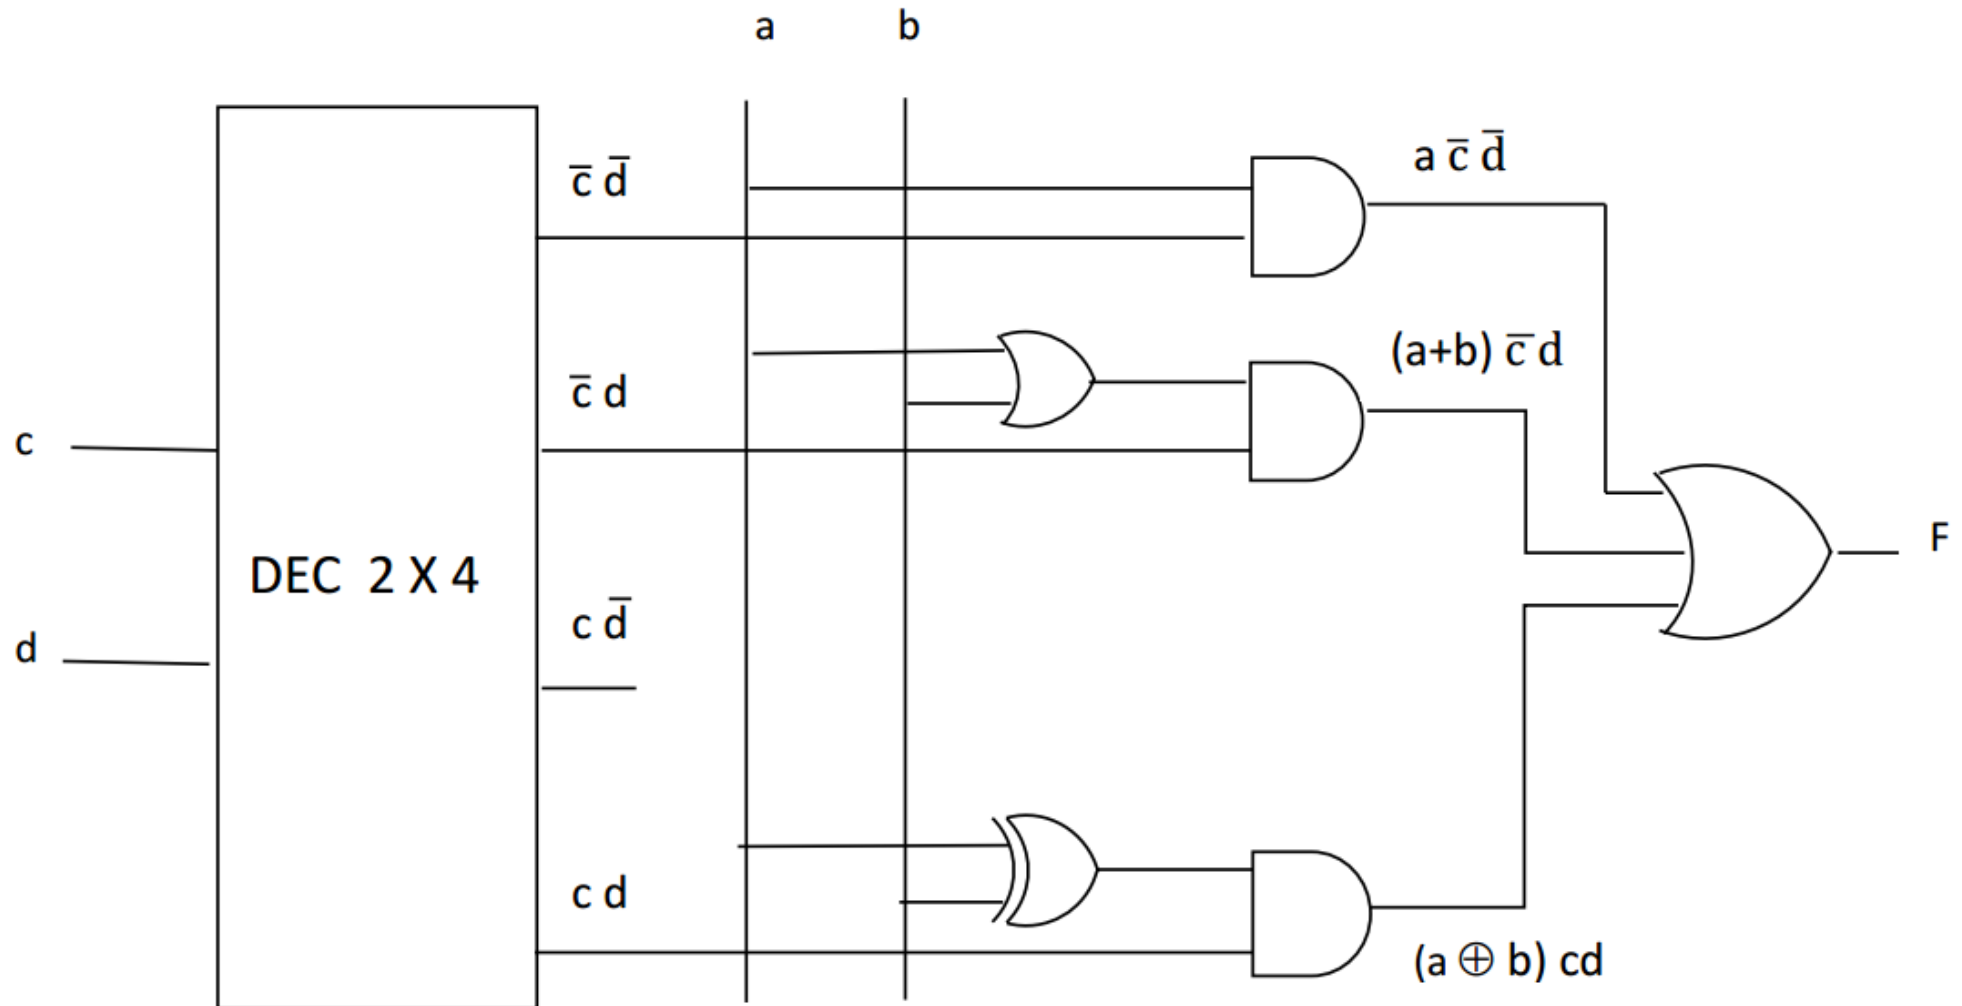 a b
c̅ d̅
a c̅ d̅
(a+b) c̅ d
c̅ d
c
F
DEC 2 X 4
c d̅
d
c d
(a ⊕ b) cd